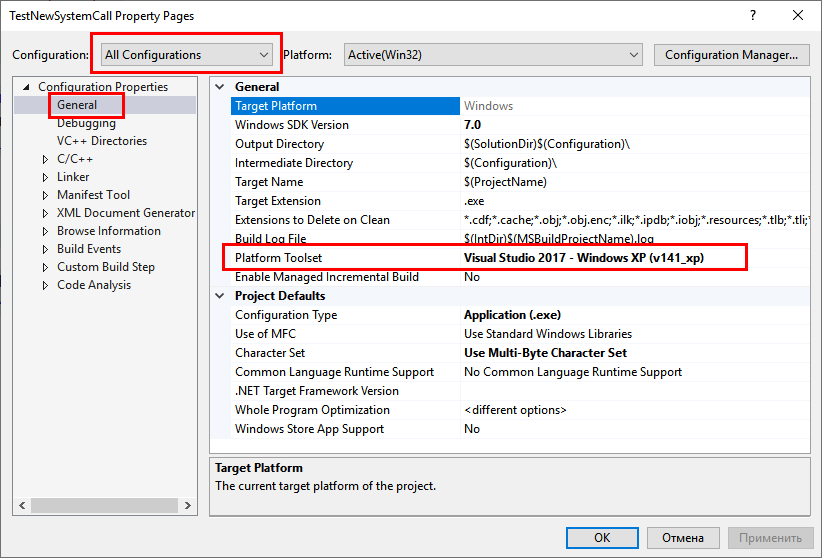 TestNewSystemCall Property Pages
Configuration: All Configurations Platform: Active(Win32) Configuration Manager...
Configuration Properties
General
Debugging
VC++ Directories
C/C++
Linker
Manifest Tool
XML Document Generator
Browse Information
Build Events
Custom Build Step
Code Analysis
General
Target Platform Windows
Windows SDK Version 7.0
Output Directory $(SolutionDir)$(Configuration)\
Intermediate Directory $(Configuration)\
Target Name $(ProjectName)
Target Extension .exe
Extensions to Delete on Clean *.cdf;*.cache;*.obj;*.obj.enc;*.ilk;*.ipdb;*.iobj;*.resources;*.tlb;*.tli;*
Build Log File $(IntDir)$(MSBuildProjectName).log
Platform Toolset Visual Studio 2017 - Windows XP (v141_xp)
Enable Managed Incremental Build No
Project Defaults
Configuration Type Application (.exe)
Use of MFC Use Standard Windows Libraries
Character Set Use Multi-Byte Character Set
Common Language Runtime Support No Common Language Runtime Support
.NET Target Framework Version
Whole Program Optimization <different options>
Windows Store App Support No
Target Platform
The current target platform of the project.
OK Отмена Применить